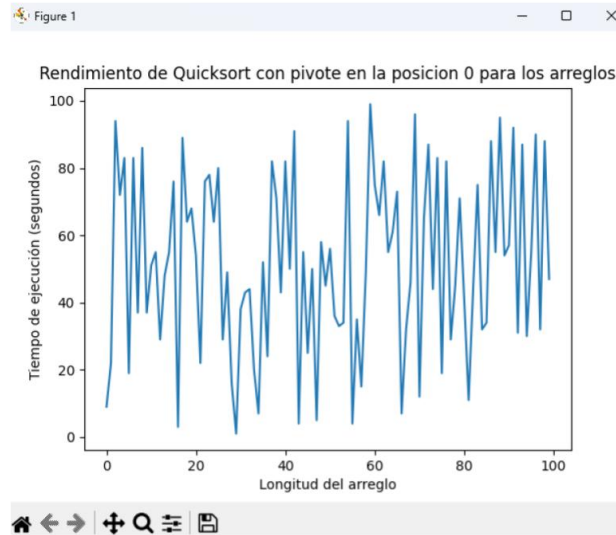 Figure 1
Rendimiento de Quicksort con pivote en la posicion 0 para los arreglos
100
80
60
40
20
0
Tiempo de ejecución (segundos)
0 20 40 60 80 100
Longitud del arreglo